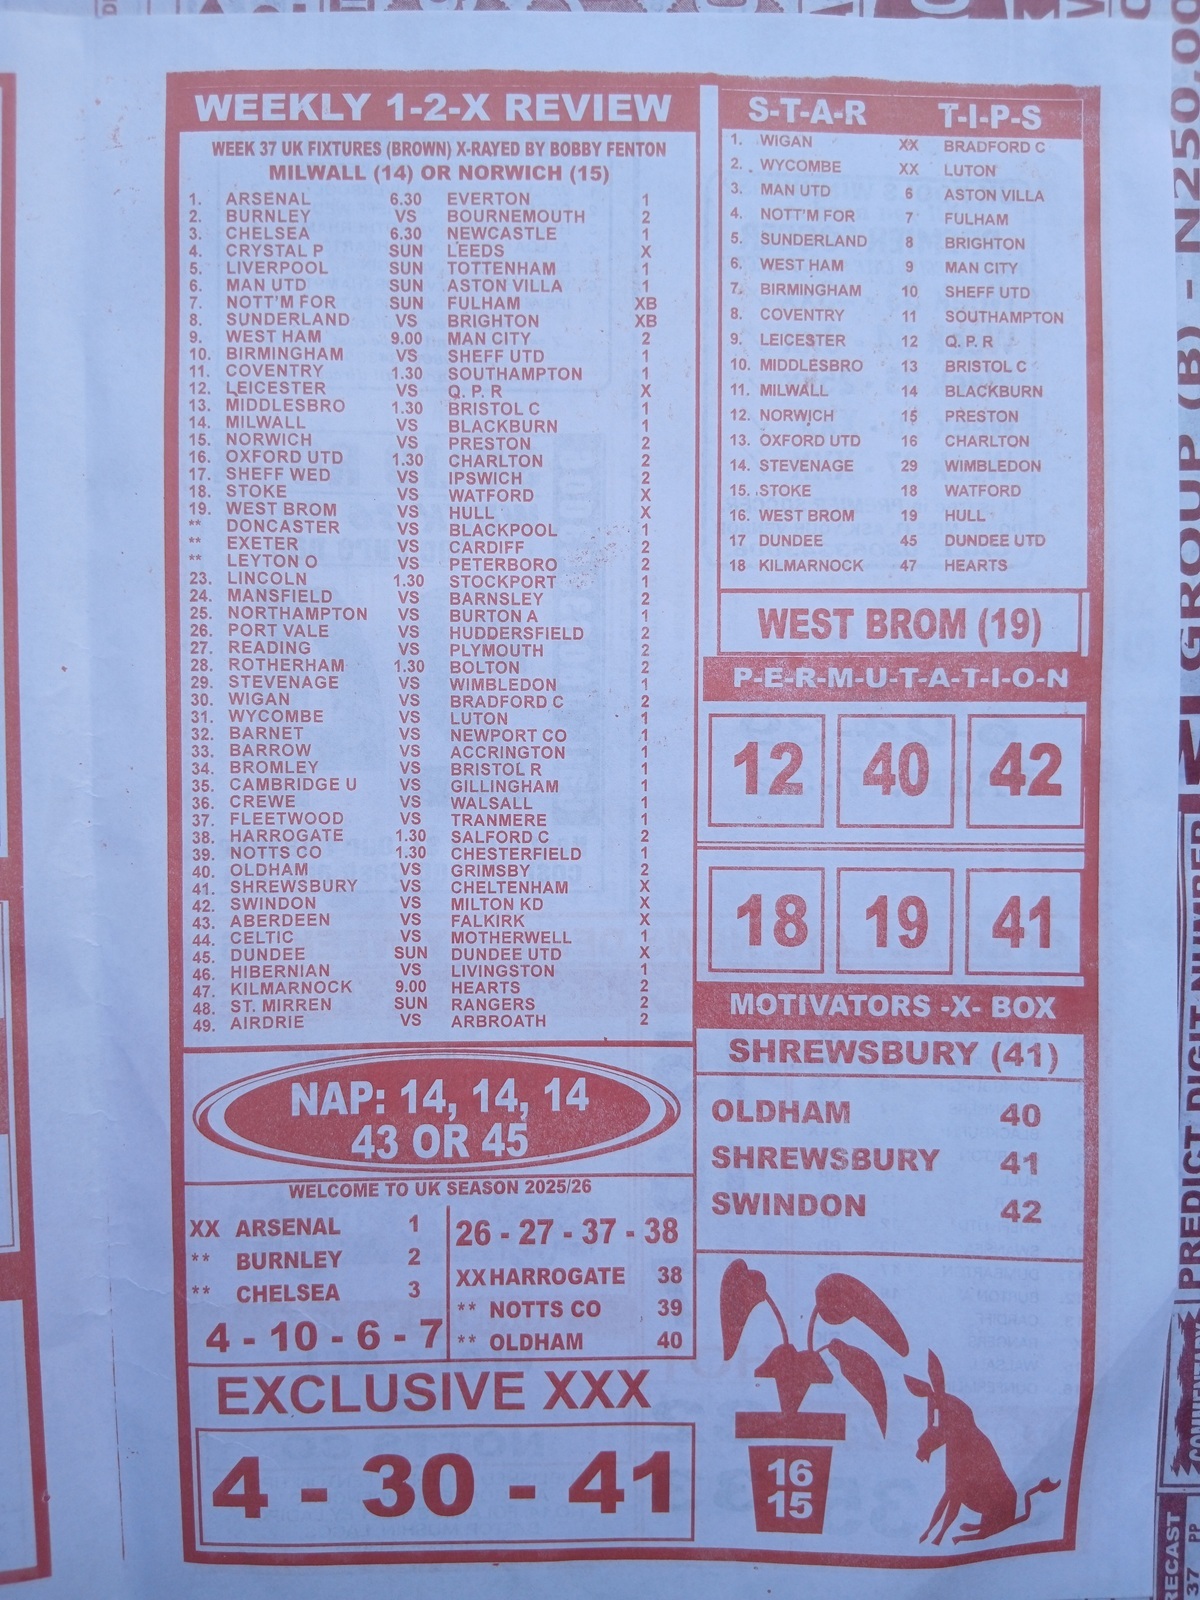 WEEKLY 1-2-X REVIEW
WEEK 37 UK FIXTURES (BROWN) X-RAYED BY BOBBY FENTON
MILWALL (14) OR NORWICH (15)
1. ARSENAL 6.30 EVERTON 1
2. BURNLEY VS BOURNEMOUTH 2
3. CHELSEA 6.30 NEWCASTLE 1
4. CRYSTAL P SUN LEEDS X
5. LIVERPOOL SUN TOTTENHAM 1
6. MAN UTD SUN ASTON VILLA 1
7. NOTT'M FOR SUN FULHAM XB
8. SUNDERLAND VS BRIGHTON XB
9. WEST HAM 9.00 MAN CITY 2
10. BIRMINGHAM VS SHEFF UTD 1
11. COVENTRY 1.30 SOUTHAMPTON 1
12. LEICESTER VS Q. P. R X
13. MIDDLESBRO 1.30 BRISTOL C 1
14. MILWALL VS BLACKBURN 1
15. NORWICH VS PRESTON 2
16. OXFORD UTD 1.30 CHARLTON 2
17. SHEFF WED VS IPSWICH 2
18. STOKE VS WATFORD X
19. WEST BROM VS HULL X
** DONCASTER VS BLACKPOOL 1
** EXETER VS CARDIFF 2
** LEYTON O VS PETERBORO 2
23. LINCOLN 1.30 STOCKPORT 1
24. MANSFIELD VS BARNSLEY 2
25. NORTHAMPTON VS BURTON A 1
26. PORT VALE VS HUDDERSFIELD 2
27. READING VS PLYMOUTH 2
28. ROTHERHAM 1.30 BOLTON 2
29. STEVENAGE VS WIMBLEDON 1
30. WIGAN VS BRADFORD C 2
31. WYCOMBE VS LUTON 1
32. BARNET VS NEWPORT CO 1
33. BARROW VS ACCRINGTON 1
34. BROMLEY VS BRISTOL R 1
35. CAMBRIDGE U VS GILLINGHAM 1
36. CREWE VS WALSALL 1
37. FLEETWOOD VS TRANMERE 1
38. HARROGATE 1.30 SALFORD C 2
39. NOTTS CO 1.30 CHESTERFIELD 1
40. OLDHAM VS GRIMSBY 2
41. SHREWSBURY VS CHELTENHAM X
42. SWINDON VS MILTON KD X
43. ABERDEEN VS FALKIRK X
44. CELTIC VS MOTHERWELL 1
45. DUNDEE SUN DUNDEE UTD X
46. HIBERNIAN VS LIVINGSTON 1
47. KILMARNOCK 9.00 HEARTS 2
48. ST. MIRREN SUN RANGERS 2
49. AIRDRIE VS ARBROATH 2
NAP: 14, 14, 14
43 OR 45
WELCOME TO UK SEASON 2025/26
XX ARSENAL 1
** BURNLEY 2
** CHELSEA 3
4 - 10 - 6 - 7
26 - 27 - 37 - 38
XX HARROGATE 38
** NOTTS CO 39
** OLDHAM 40
EXCLUSIVE XXX
4 - 30 - 41
S-T-A-R T-I-P-S
1. WIGAN XX BRADFORD C
2. WYCOMBE XX LUTON
3. MAN UTD 6 ASTON VILLA
4. NOTT'M FOR 7 FULHAM
5. SUNDERLAND 8 BRIGHTON
6. WEST HAM 9 MAN CITY
7. BIRMINGHAM 10 SHEFF UTD
8. COVENTRY 11 SOUTHAMPTON
9. LEICESTER 12 Q. P. R
10. MIDDLESBRO 13 BRISTOL C
11. MILWALL 14 BLACKBURN
12. NORWICH 15 PRESTON
13. OXFORD UTD 16 CHARLTON
14. STEVENAGE 29 WIMBLEDON
15. STOKE 18 WATFORD
16. WEST BROM 19 HULL
17 DUNDEE 45 DUNDEE UTD
18 KILMARNOCK 47 HEARTS
WEST BROM (19)
P-E-R-M-U-T-A-T-I-O-N
12 40 42
18 19 41
MOTIVATORS -X- BOX
SHREWSBURY (41)
OLDHAM 40
SHREWSBURY 41
SWINDON 42
16
15
GROUP (B) - N250.00
PREDICT DIGIT NUMBER
RECAST
37 PP